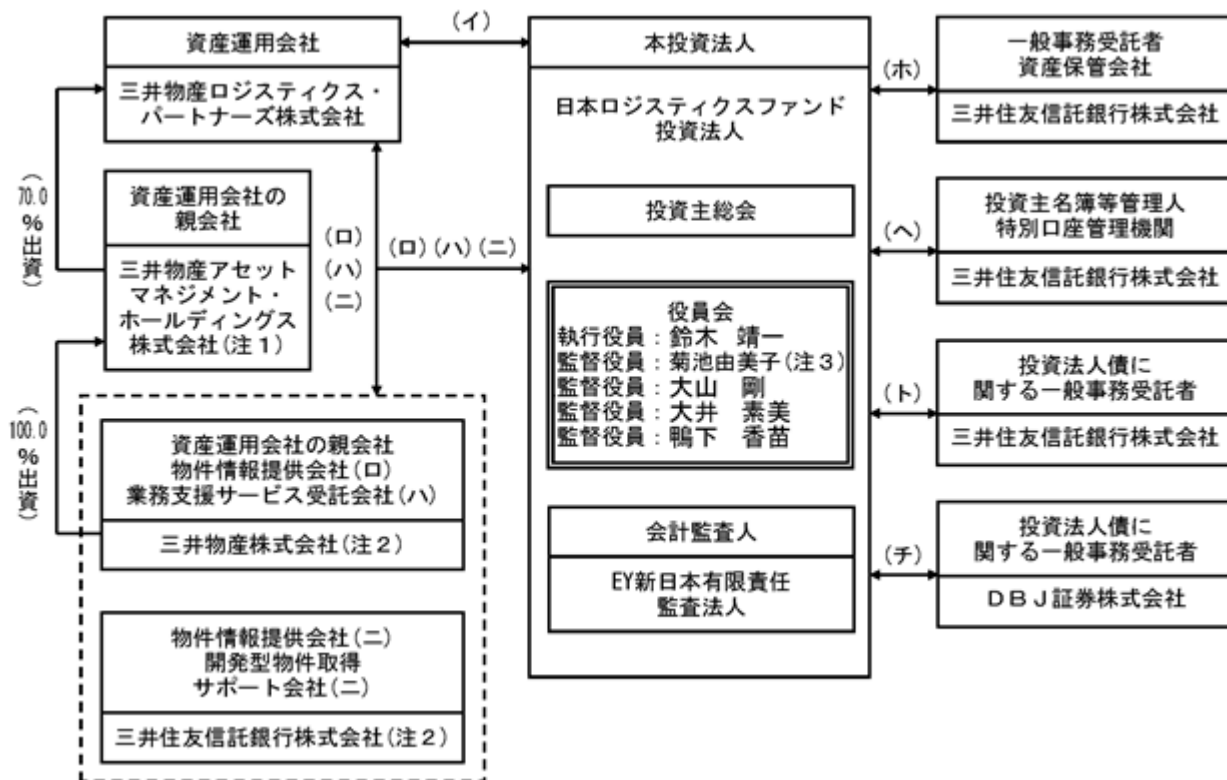 資産運用会社
三井物産ロジスティクス・
パートナーズ株式会社
(イ)
70.0%出資
(
)
資産運用会社の
親会社
三井物産アセット
マネジメント・
ホールディングス
株式会社(注1)
(ロ)
(ハ)
(ニ)
(ロ)(ハ)(ニ)
(
100.0%出資
)
資産運用会社の親会社
物件情報提供会社(ロ)
業務支援サービス受託会社(ハ)
三井物産株式会社(注2)
物件情報提供会社(ニ)
開発型物件取得
サポート会社(ニ)
三井住友信託銀行株式会社(注2)
本投資法人
日本ロジスティクスファンド
投資法人
投資主総会
役員会
執行役員：鈴木 靖一
監督役員：菊池由美子(注3)
監督役員：大山 剛
監督役員：大井 素美
監督役員：鴨下 香苗
会計監査人
EY新日本有限責任
監査法人
(ホ)
一般事務受託者
資産保管会社
三井住友信託銀行株式会社
(ヘ)
投資主名簿等管理人
特別口座管理機関
三井住友信託銀行株式会社
(ト)
投資法人債に
関する一般事務受託者
三井住友信託銀行株式会社
(チ)
投資法人債に
関する一般事務受託者
ＤＢＪ証券株式会社